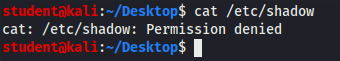 student@kali:~/Desktop$ cat /etc/shadow
cat: /etc/shadow: Permission denied
student@kali:~/Desktop$